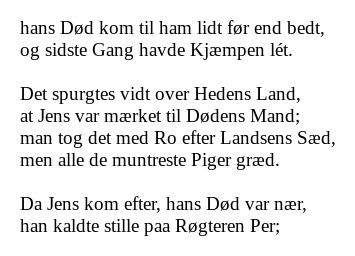 hans Død kom til ham lidt før end bedt,
og sidste Gang havde Kjæmpen lét.
Det spurgtes vidt over Hedens Land,
at Jens var mærket til Dødens Mand;
man tog det med Ro efter Landsens Sæd,
men alle de muntreste Piger græd.
Da Jens kom efter, hans Død var nær,
han kaldte stille paa Røgteren Per;